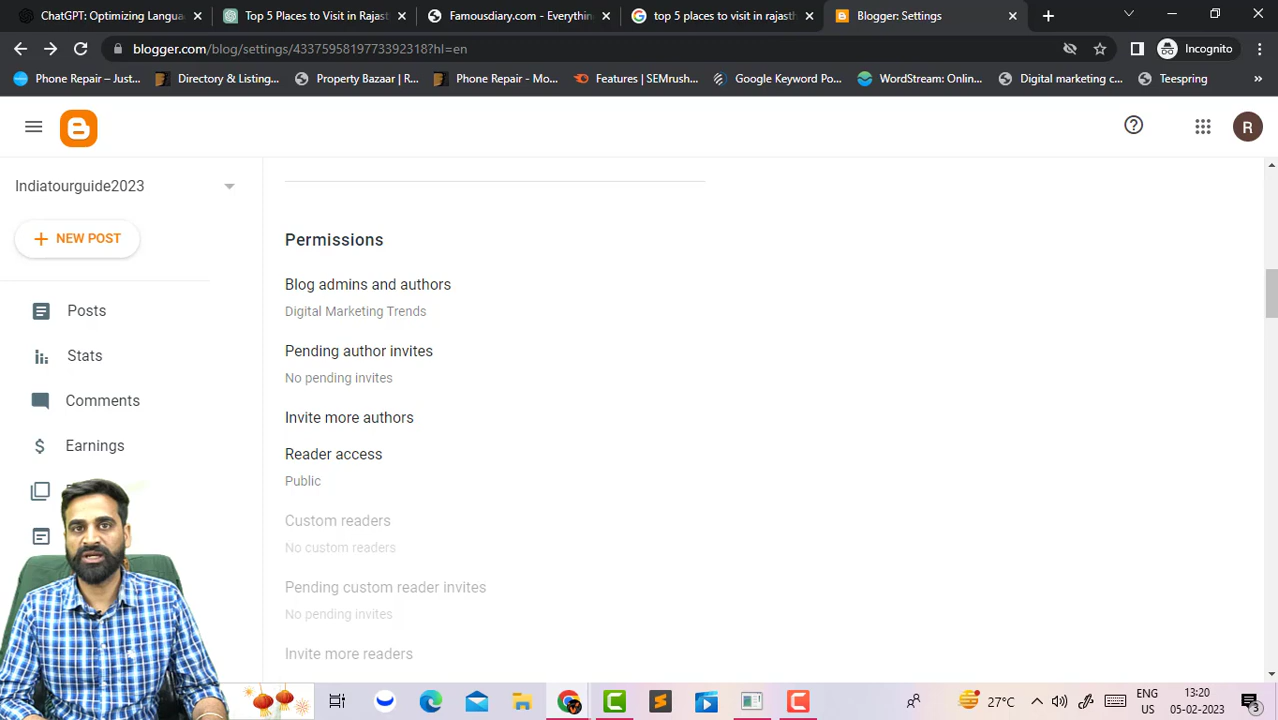 ChatGPT: Optimizing Langua
Top 5 Places to Visit in Rajast
Famousdiary.com - Everythin
top 5 places to visit in rajasth
Blogger: Settings
blogger.com/blog/settings/4337595819773392318?hl=en
Incognito
Phone Repair – Just...
Directory & Listing...
Property Bazaar | R...
Phone Repair - Mo...
Features | SEMrush...
Google Keyword Po...
WordStream: Onlin...
Digital marketing c...
Teespring
»
R
Indiatourguide2023
+ NEW POST
Permissions
Blog admins and authors
Digital Marketing Trends
Posts
Stats
Pending author invites
No pending invites
Comments
Invite more authors
Earnings
Reader access
Public
Custom readers
No custom readers
Pending custom reader invites
No pending invites
Invite more readers
27°C
ENG
US
13:20
05-02-2023
3